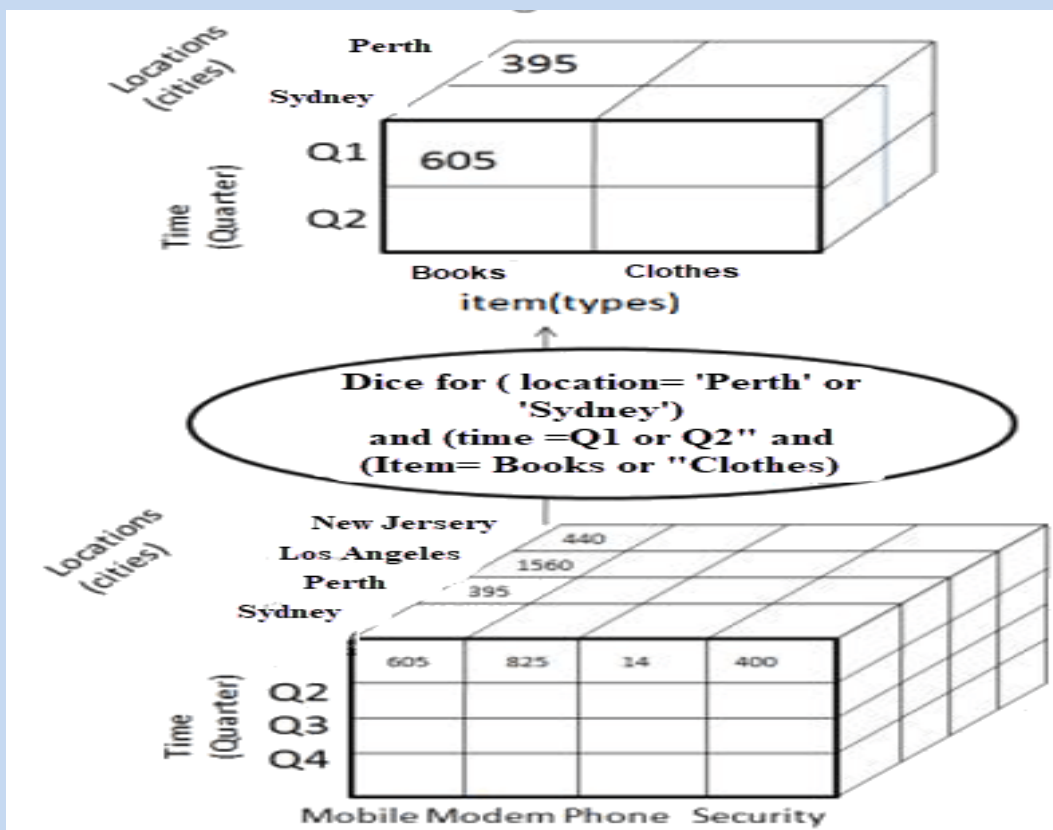 Locations
(cities)
Perth
Sydney
395
Time
(Quarter)
Q1
605
Q2
Books Clothes
item(types)
Dice for ( location= 'Perth' or
'Sydney')
and (time =Q1 or Q2" and
(Item= Books or "Clothes)
Locations
(cities)
New Jersery
Los Angeles
Perth
Sydney
440
1560
395
605 825 14 400
Time
(Quarter)
Q2
Q3
Q4
Mobile Modem Phone Security